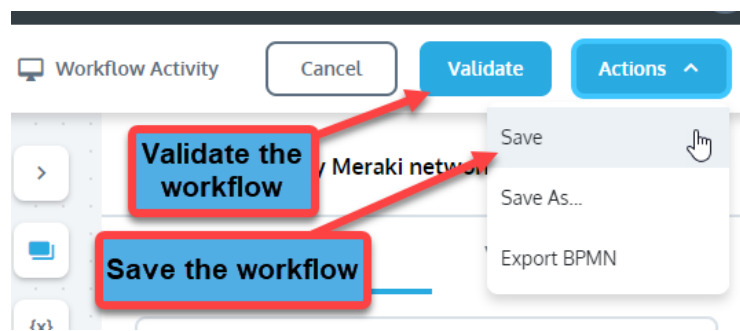 Workflow Activity
Cancel
Validate
Actions
Validate the
workflow
y Meraki networ
Save
Save As...
Save the workflow
Export BPMN
{x}